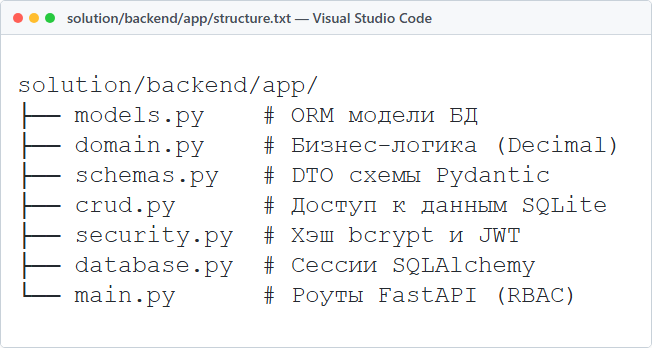 solution/backend/app/structure.txt — Visual Studio Code
solution/backend/app/
├── models.py    # ORM модели БД
├── domain.py    # Бизнес-логика (Decimal)
├── schemas.py   # DTO схемы Pydantic
├── crud.py      # Доступ к данным SQLite
├── security.py  # Хэш bcrypt и JWT
├── database.py  # Сессии SQLAlchemy
└── main.py      # Роуты FastAPI (RBAC)